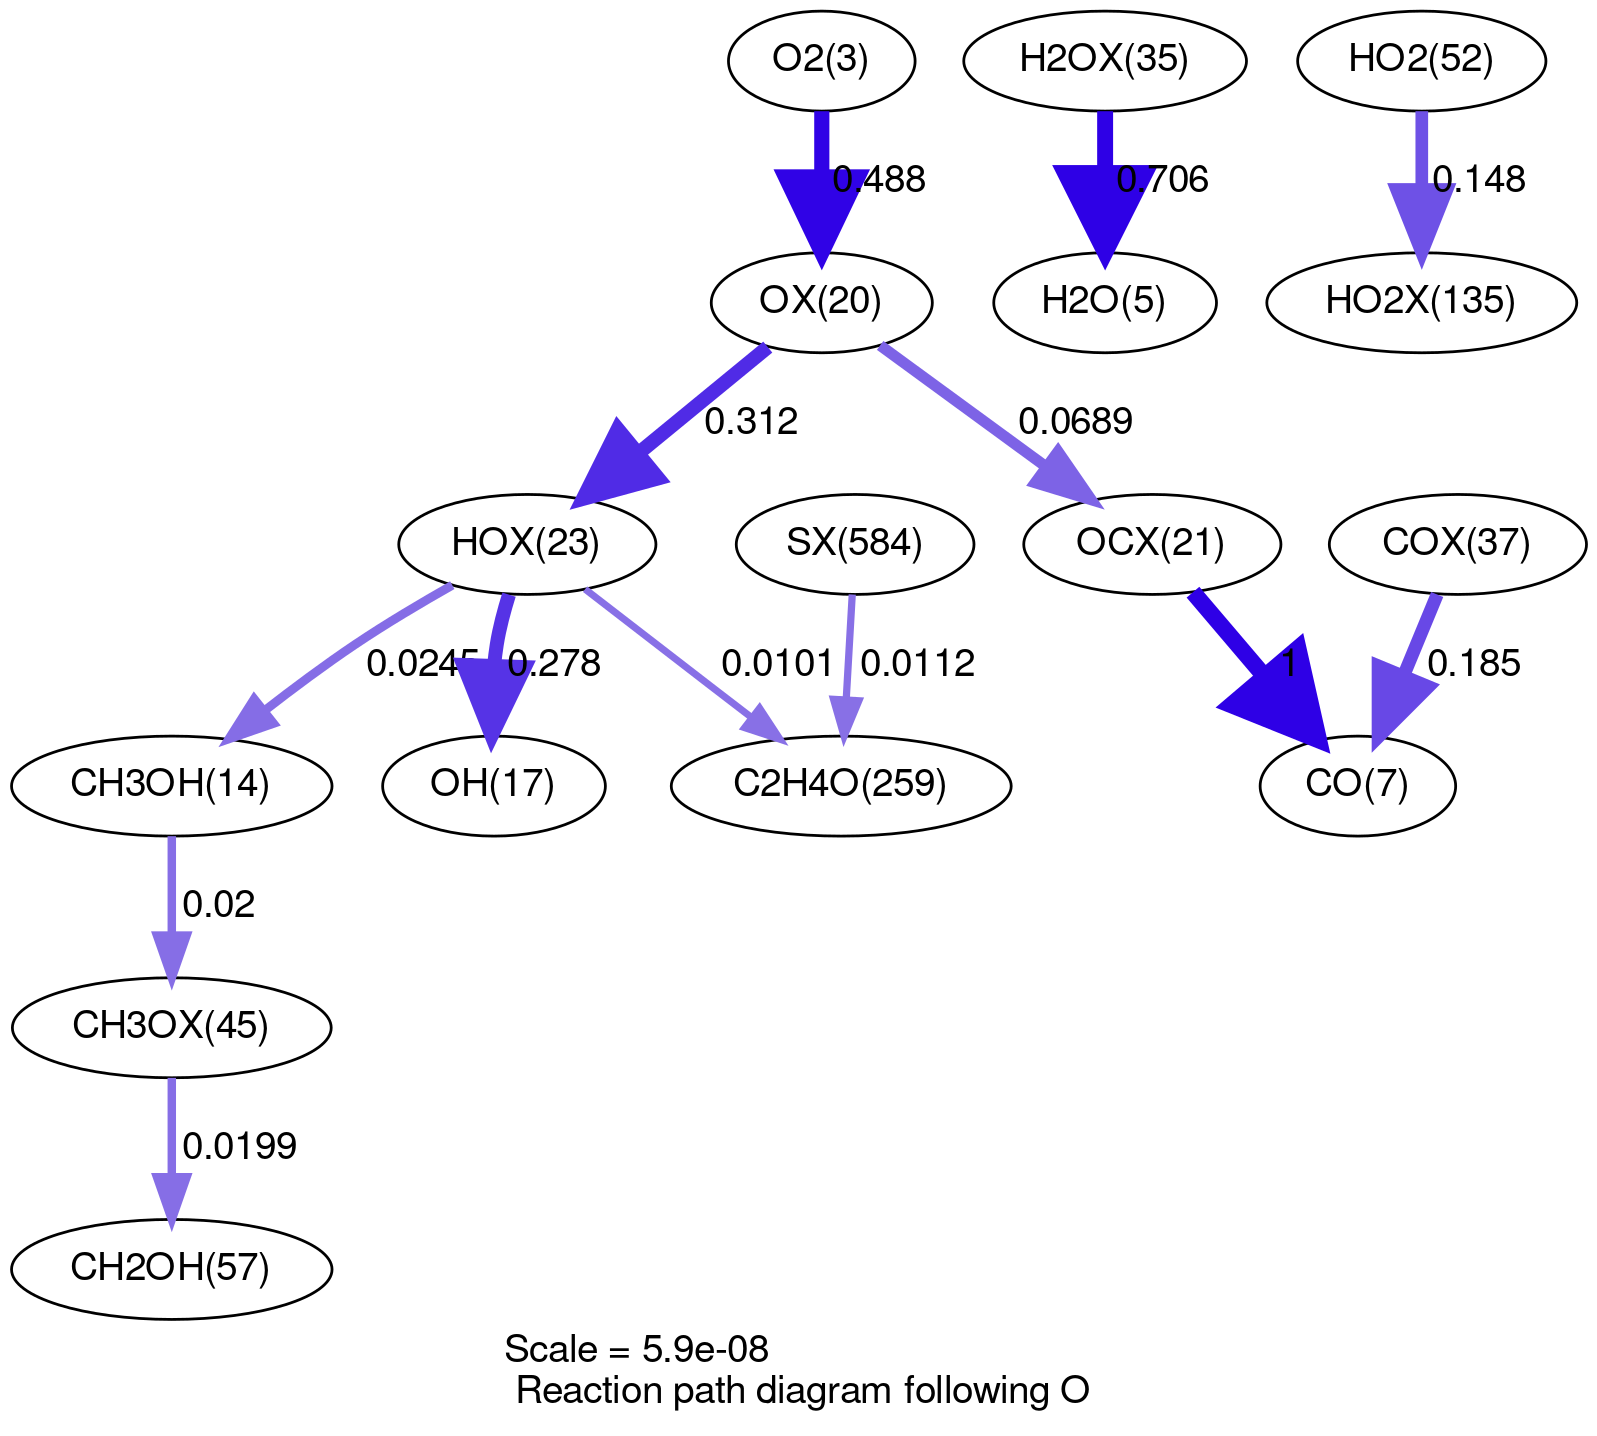 O2(3)
H2OX(35)
HO2(52)
0.488
0.706
0.148
OX(20)
H2O(5)
HO2X(135)
0.312
0.0689
HOX(23)
SX(584)
OCX(21)
COX(37)
0.0245
0.278
0.0101
0.0112
1
0.185
CH3OH(14)
OH(17)
C2H4O(259)
CO(7)
0.02
CH3OX(45)
0.0199
CH2OH(57)
Scale = 5.9e-08
Reaction path diagram following O